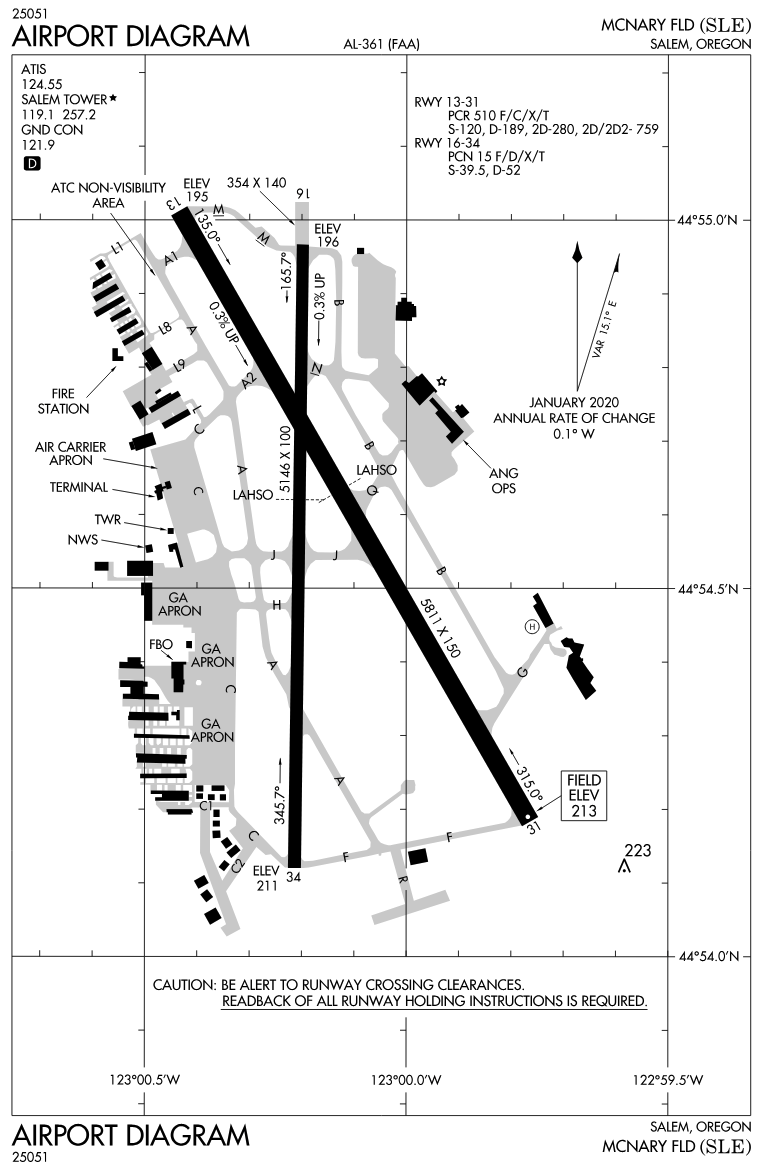 25051
AIRPORT DIAGRAM
AL-361 (FAA)
MCNARY FLD (SLE)
SALEM, OREGON
ATIS
124.55
SALEM TOWER★
119.1 257.2
GND CON
121.9
D
RWY 13-31
PCR 510 F/C/X/T
S-120, D-189, 2D-280, 2D/2D2- 759
RWY 16-34
PCN 15 F/D/X/T
S-39.5, D-52
ATC NON-VISIBILITY
AREA
ELEV
195
354 X 140
16
13
M
M
ELEV
196
44°55.0'N
135.0°
L1
A1
165.7°
0.3% UP
B
0.3% UP
VAR 15.1° E
L8
A
L9
N
A2
FIRE
STATION
L
C
JANUARY 2020
ANNUAL RATE OF CHANGE
0.1° W
AIR CARRIER
APRON
5146 X 100
B
LAHSO
ANG
OPS
TERMINAL
C
A
LAHSO
Q
TWR
NWS
J
J
B
44°54.5'N
GA
APRON
H
5811 X 150
H
FBO
GA
APRON
A
G
C
GA
APRON
A
315.0°
FIELD
ELEV
213
C1
345.7°
31
C
F
F
223
C2
ELEV
211
34
R
44°54.0'N
CAUTION: BE ALERT TO RUNWAY CROSSING CLEARANCES.
READBACK OF ALL RUNWAY HOLDING INSTRUCTIONS IS REQUIRED.
123°00.5'W
123°00.0'W
122°59.5'W
AIRPORT DIAGRAM
25051
SALEM, OREGON
MCNARY FLD (SLE)